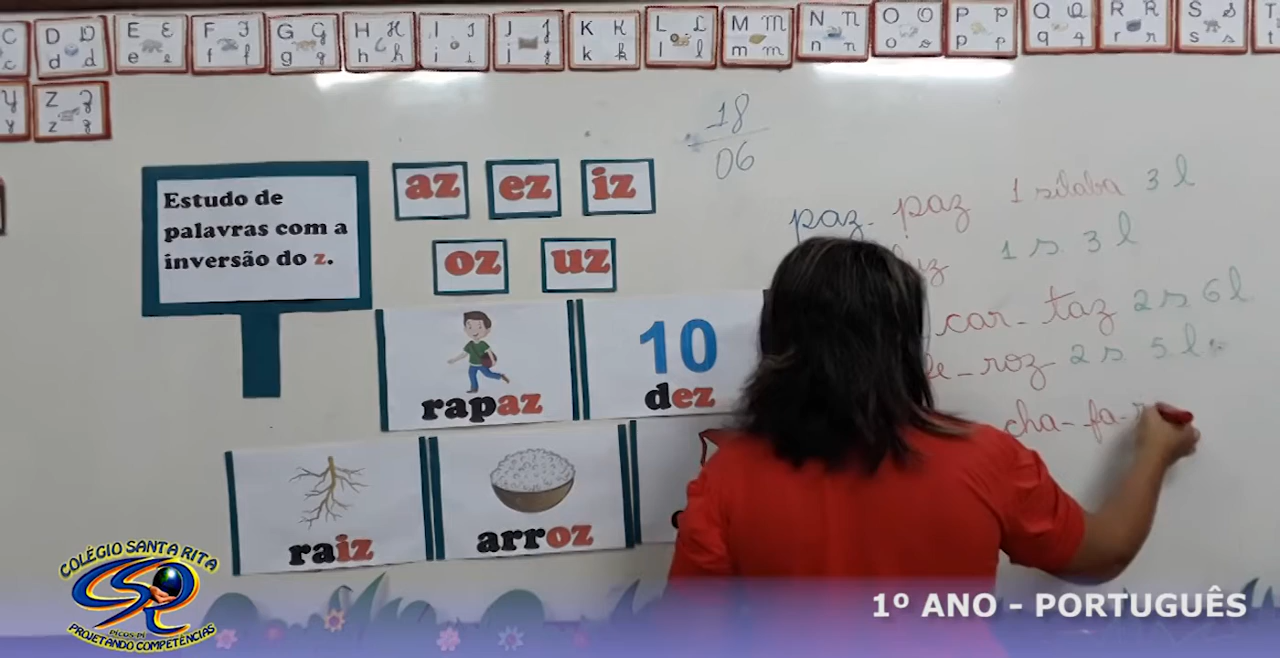 C c
D D d d
E E e e
F F f f
G G g g
H H h h
I I i i
J J j j
K K k k
L L l l
M M m m
N N n n
O O o o
P P p p
Q Q q q
R R r r
S S s s
T t
Y y
Z Z z z
18
06
Estudo de
palavras com a
inversão do z.
az ez iz
oz uz
rapaz
10
dez
raiz
arroz
paz - paz 1 sílaba 3 l
1 s 3 l
car - taz 2 s 6 l
roz 2 s 5 l
cha - fa -
COLÉGIO SANTA RITA
PICOS-PI
PROJETANDO COMPETÊNCIAS
1º ANO - PORTUGUÊS